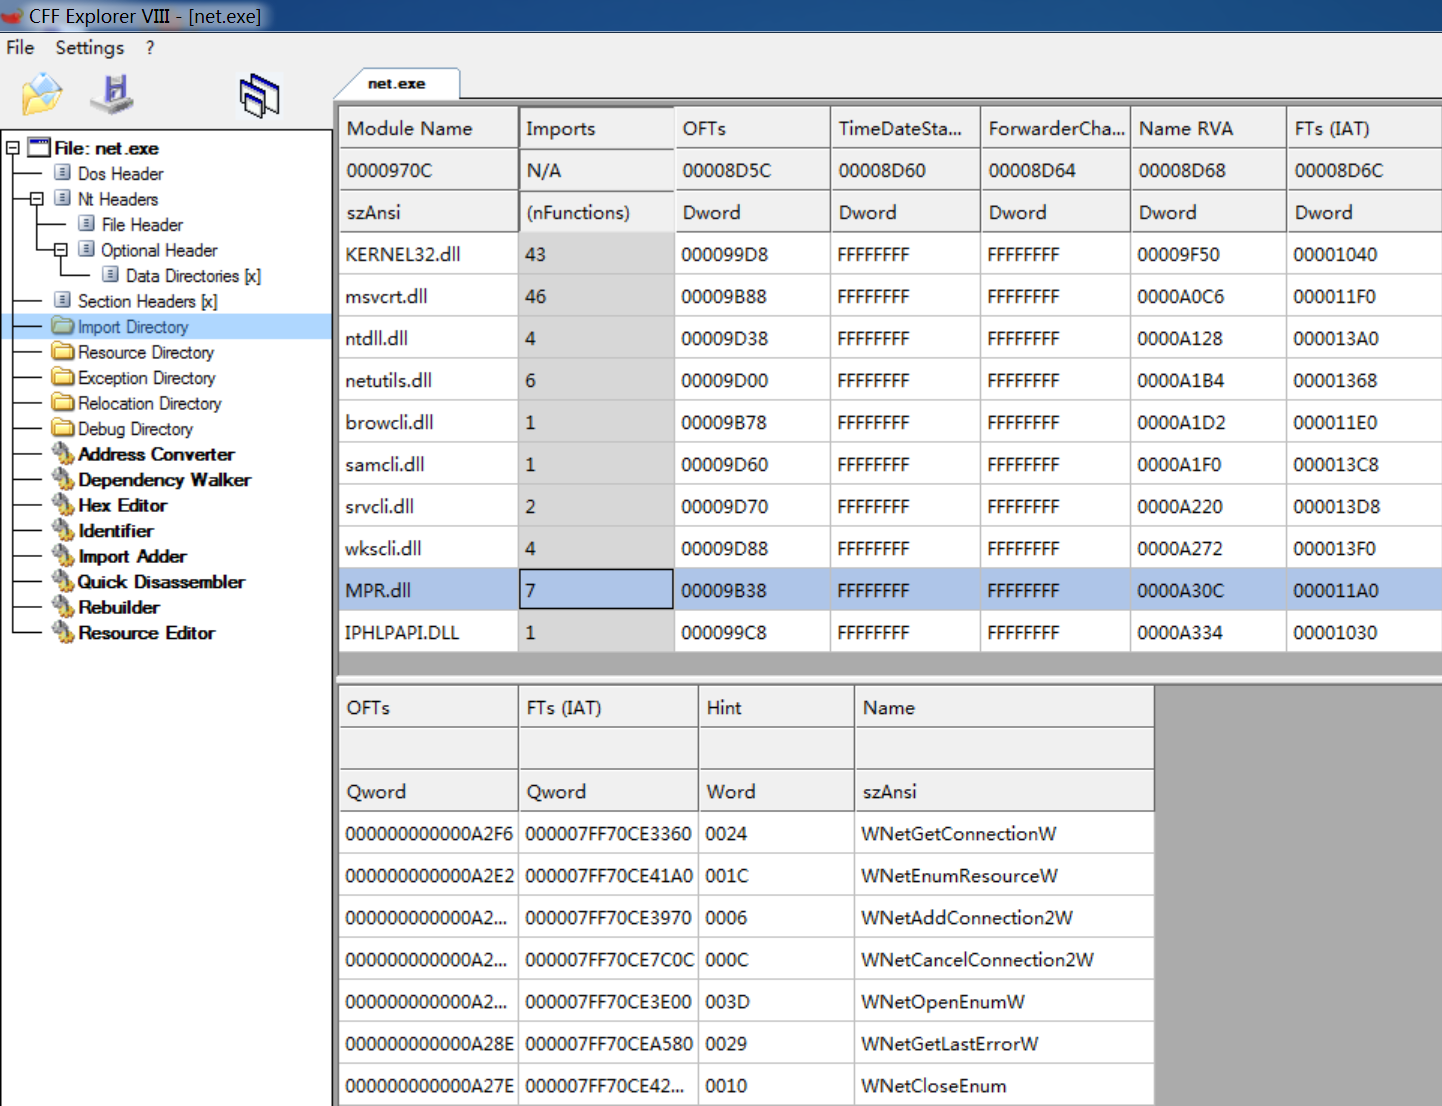 CFF Explorer VIII - [net.exe]
File Settings ?
net.exe
File: net.exe
Dos Header
Nt Headers
File Header
Optional Header
Data Directories [x]
Section Headers [x]
Import Directory
Resource Directory
Exception Directory
Relocation Directory
Debug Directory
Address Converter
Dependency Walker
Hex Editor
Identifier
Import Adder
Quick Disassembler
Rebuilder
Resource Editor
Module Name Imports OFTs TimeDateSta... ForwarderCha... Name RVA FTs (IAT)
0000970C N/A 00008D5C 00008D60 00008D64 00008D68 00008D6C
szAnsi (nFunctions) Dword Dword Dword Dword Dword
KERNEL32.dll 43 000099D8 FFFFFFFF FFFFFFFF 00009F50 00001040
msvcrt.dll 46 00009B88 FFFFFFFF FFFFFFFF 0000A0C6 000011F0
ntdll.dll 4 00009D38 FFFFFFFF FFFFFFFF 0000A128 000013A0
netutils.dll 6 00009D00 FFFFFFFF FFFFFFFF 0000A1B4 00001368
browcli.dll 1 00009B78 FFFFFFFF FFFFFFFF 0000A1D2 000011E0
samcli.dll 1 00009D60 FFFFFFFF FFFFFFFF 0000A1F0 000013C8
srvcli.dll 2 00009D70 FFFFFFFF FFFFFFFF 0000A220 000013D8
wkscli.dll 4 00009D88 FFFFFFFF FFFFFFFF 0000A272 000013F0
MPR.dll 7 00009B38 FFFFFFFF FFFFFFFF 0000A30C 000011A0
IPHLPAPI.DLL 1 000099C8 FFFFFFFF FFFFFFFF 0000A334 00001030
OFTs FTs (IAT) Hint Name
Qword Qword Word szAnsi
000000000000A2F6 000007FF70CE3360 0024 WNetGetConnectionW
000000000000A2E2 000007FF70CE41A0 001C WNetEnumResourceW
000000000000A2... 000007FF70CE3970 0006 WNetAddConnection2W
000000000000A2... 000007FF70CE7C0C 000C WNetCancelConnection2W
000000000000A2... 000007FF70CE3E00 003D WNetOpenEnumW
000000000000A28E 000007FF70CEA580 0029 WNetGetLastErrorW
000000000000A27E 000007FF70CE42... 0010 WNetCloseEnum